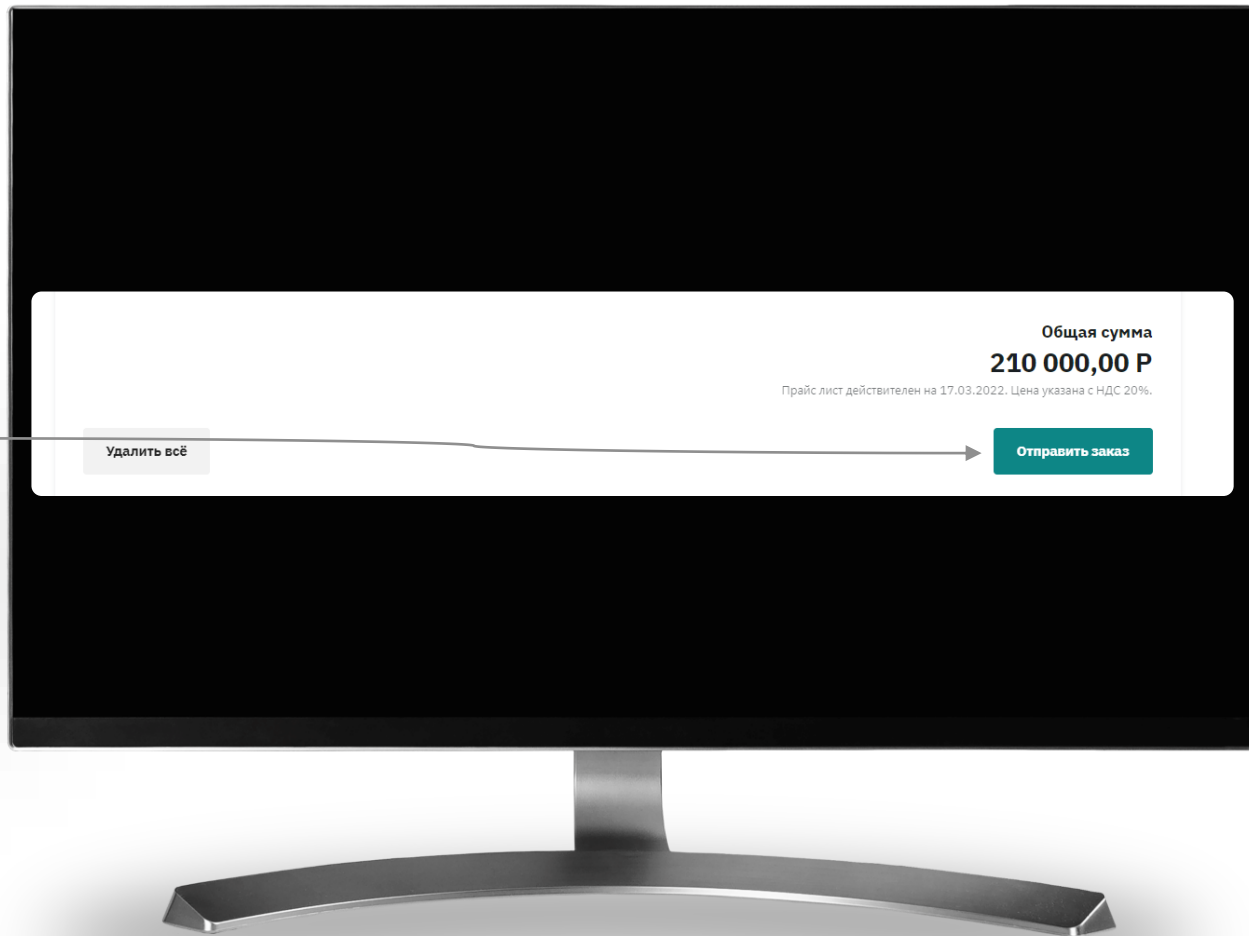 Общая сумма
210 000,00 Р
Прайс лист действителен на 17.03.2022. Цена указана с НДС 20%.
Удалить всё
Отправить заказ